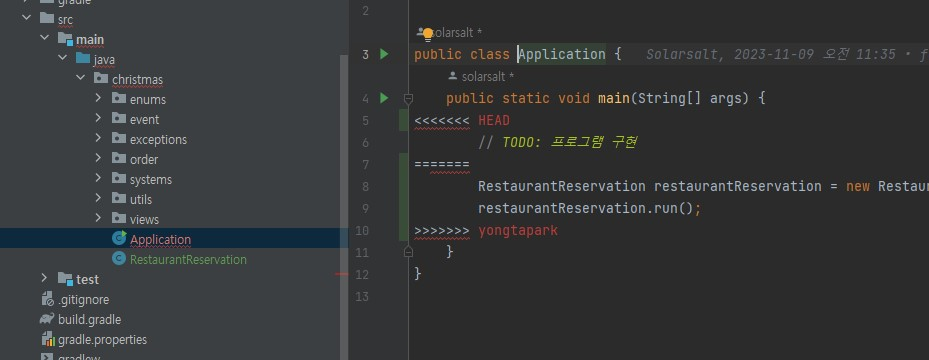 gradle
src
main
java
christmas
enums
event
exceptions
order
systems
utils
views
Application
RestaurantReservation
test
.gitignore
build.gradle
gradle.properties
gradlew
2
solarsalt *
3 public class Application { Solarsalt, 2023-11-09 오전 11:35 • f
solarsalt *
4 public static void main(String[] args) {
5 <<<<<<< HEAD
6 // TODO: 프로그램 구현
7 =======
8 RestaurantReservation restaurantReservation = new Restau
9 restaurantReservation.run();
10 >>>>>>> yongtapark
11 }
12 }
13